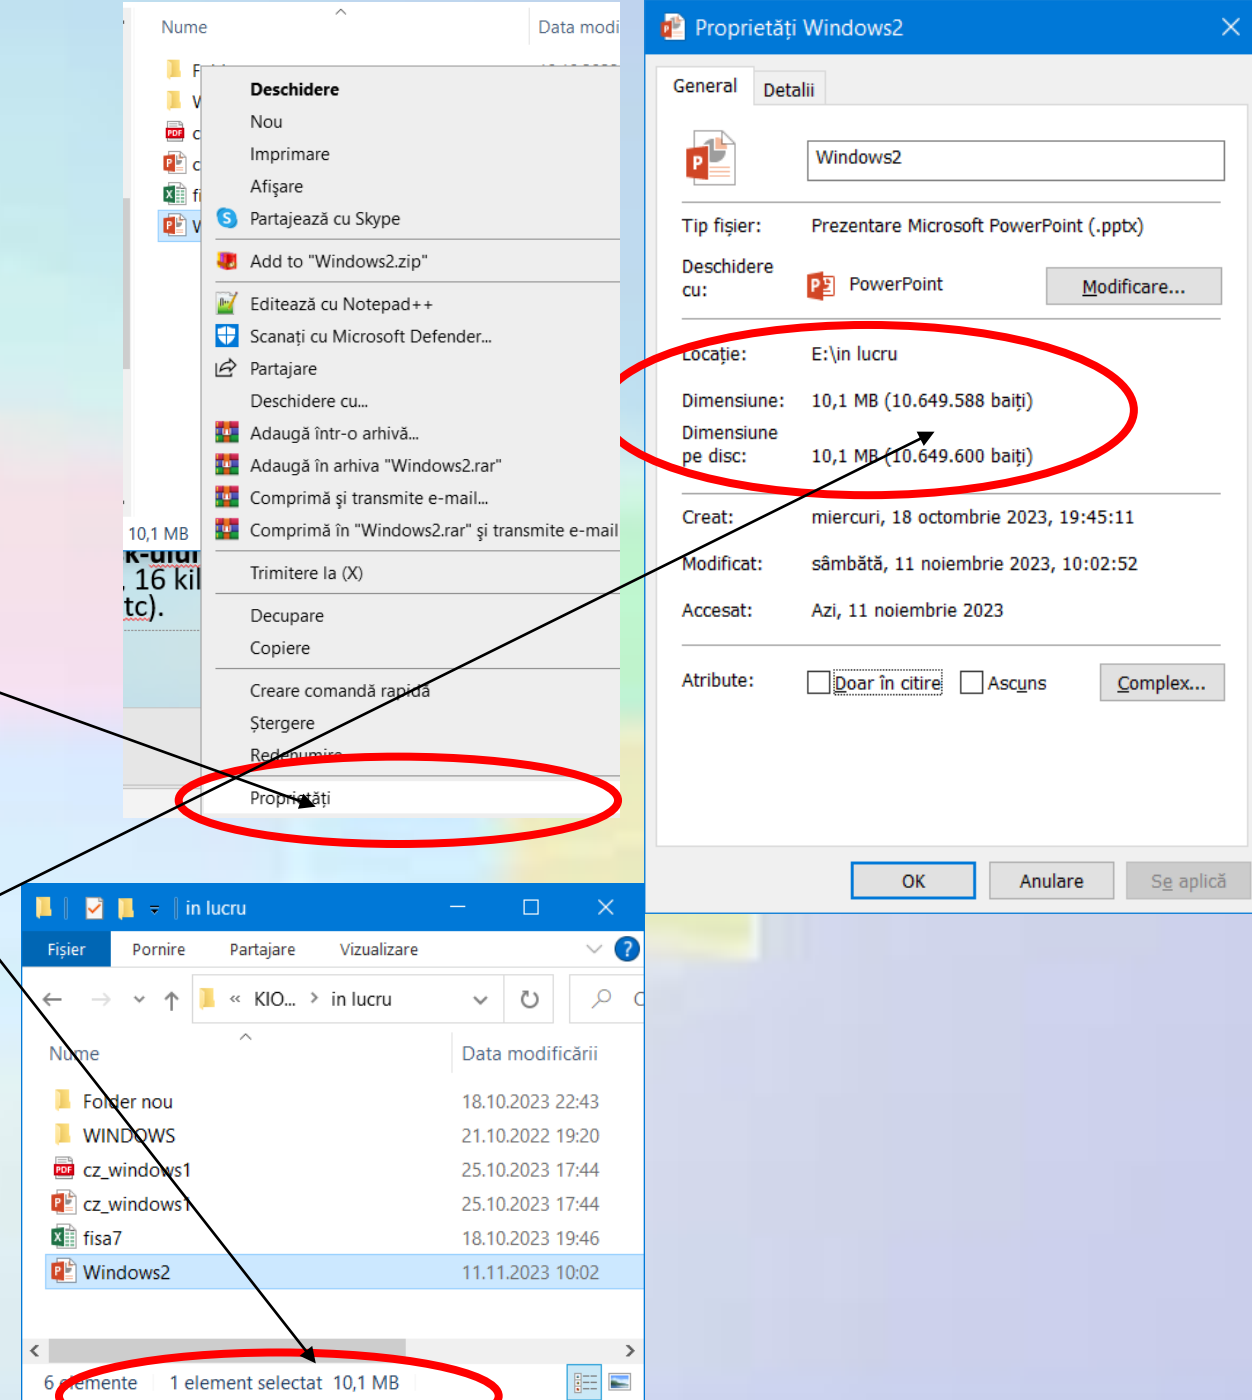 Nume
Data modi
Deschidere
Nou
Imprimare
Afişare
Partajează cu Skype
Add to "Windows2.zip"
Editează cu Notepad++
Scanați cu Microsoft Defender...
Partajare
Deschidere cu...
Adaugă într-o arhivă...
Adaugă în arhiva "Windows2.rar"
Comprimă şi transmite e-mail...
Comprimă în "Windows2.rar" şi transmite e-mail
Trimitere la (X)
Decupare
Copiere
Creare comandă rapidă
Ștergere
Redenumire
Proprietăți
10,1 MB
k-ului
, 16 kil
tc).
Proprietăți Windows2
General
Detalii
Windows2
Tip fișier: Prezentare Microsoft PowerPoint (.pptx)
Deschidere
cu: PowerPoint
Modificare...
Locație: E:\in lucru
Dimensiune: 10,1 MB (10.649.588 baiți)
Dimensiune
pe disc: 10,1 MB (10.649.600 baiți)
Creat: miercuri, 18 octombrie 2023, 19:45:11
Modificat: sâmbătă, 11 noiembrie 2023, 10:02:52
Accesat: Azi, 11 noiembrie 2023
Atribute: Doar în citire Ascuns Complex...
OK Anulare Se aplică
in lucru
Fișier Pornire Partajare Vizualizare
« KIO... > in lucru
Nume Data modificării
Folder nou 18.10.2023 22:43
WINDOWS 21.10.2022 19:20
cz_windows1 25.10.2023 17:44
cz_windows1 25.10.2023 17:44
fisa7 18.10.2023 19:46
Windows2 11.11.2023 10:02
6 elemente 1 element selectat 10,1 MB